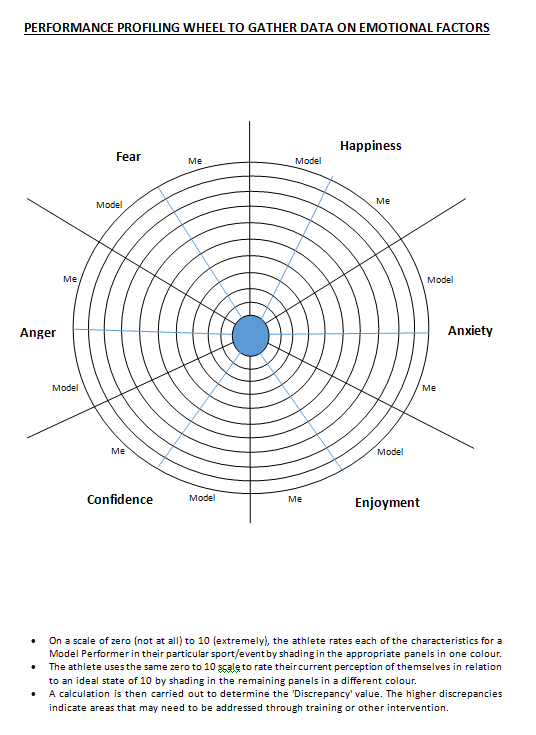 PERFORMANCE PROFILING WHEEL TO GATHER DATA ON EMOTIONAL FACTORS
Happiness
Fear
Me
Model
Model
Me
Me
Model
Anger
Anxiety
Model
Me
Me
Model
Confidence
Model
Me
Enjoyment
• On a scale of zero (not at all) to 10 (extremely), the athlete rates each of the characteristics for a
Model Performer in their particular sport/event by shading in the appropriate panels in one colour.
• The athlete uses the same zero to 10 scale to rate their current perception of themselves in relation
to an ideal state of 10 by shading in the remaining panels in a different colour.
• A calculation is then carried out to determine the 'Discrepancy' value. The higher discrepancies
indicate areas that may need to be addressed through training or other intervention.